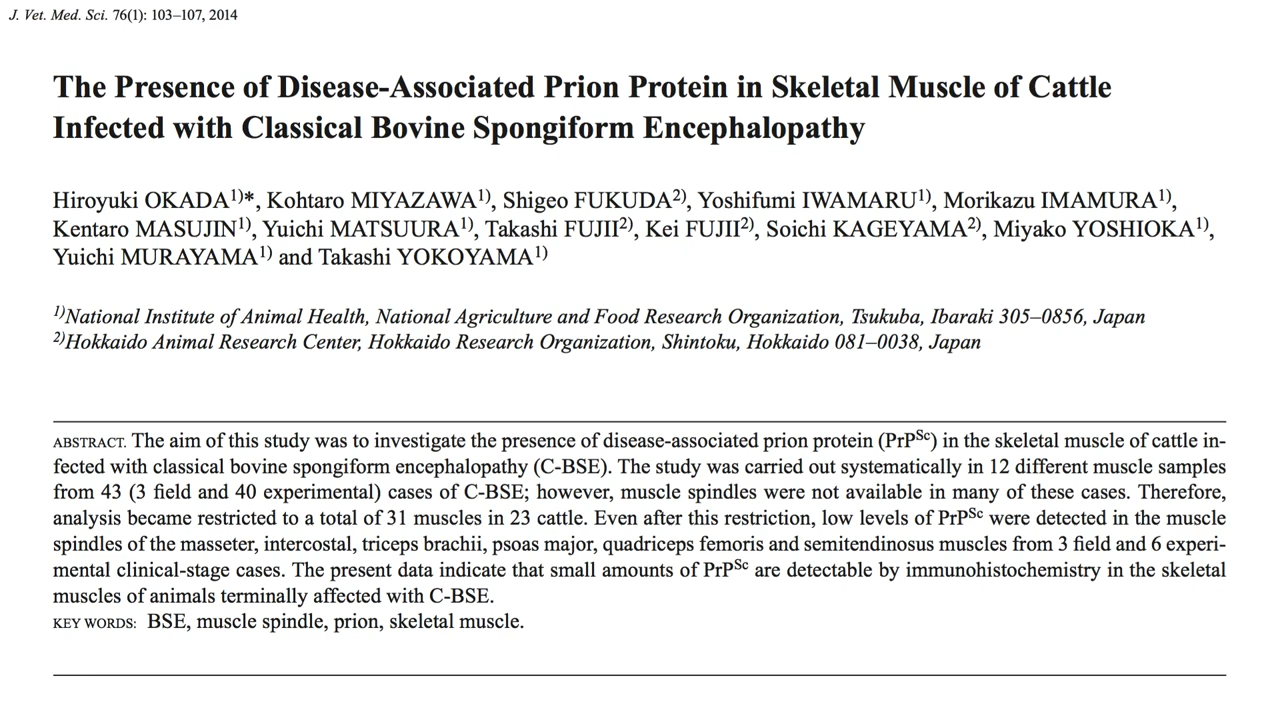 J. Vet. Med. Sci. 76(1): 103–107, 2014
The Presence of Disease-Associated Prion Protein in Skeletal Muscle of Cattle
Infected with Classical Bovine Spongiform Encephalopathy
Hiroyuki OKADA1)*, Kohtaro MIYAZAWA1), Shigeo FUKUDA2), Yoshifumi IWAMARU1), Morikazu IMAMURA1),
Kentaro MASUJIN1), Yuichi MATSUURA1), Takashi FUJII2), Kei FUJII2), Soichi KAGEYAMA2), Miyako YOSHIOKA1),
Yuichi MURAYAMA1) and Takashi YOKOYAMA1)
1)National Institute of Animal Health, National Agriculture and Food Research Organization, Tsukuba, Ibaraki 305–0856, Japan
2)Hokkaido Animal Research Center, Hokkaido Research Organization, Shintoku, Hokkaido 081–0038, Japan
ABSTRACT. The aim of this study was to investigate the presence of disease-associated prion protein (PrPSc) in the skeletal muscle of cattle in-
fected with classical bovine spongiform encephalopathy (C-BSE). The study was carried out systematically in 12 different muscle samples
from 43 (3 field and 40 experimental) cases of C-BSE; however, muscle spindles were not available in many of these cases. Therefore,
analysis became restricted to a total of 31 muscles in 23 cattle. Even after this restriction, low levels of PrPSc were detected in the muscle
spindles of the masseter, intercostal, triceps brachii, psoas major, quadriceps femoris and semitendinosus muscles from 3 field and 6 experi-
mental clinical-stage cases. The present data indicate that small amounts of PrPSc are detectable by immunohistochemistry in the skeletal
muscles of animals terminally affected with C-BSE.
KEY WORDS: BSE, muscle spindle, prion, skeletal muscle.